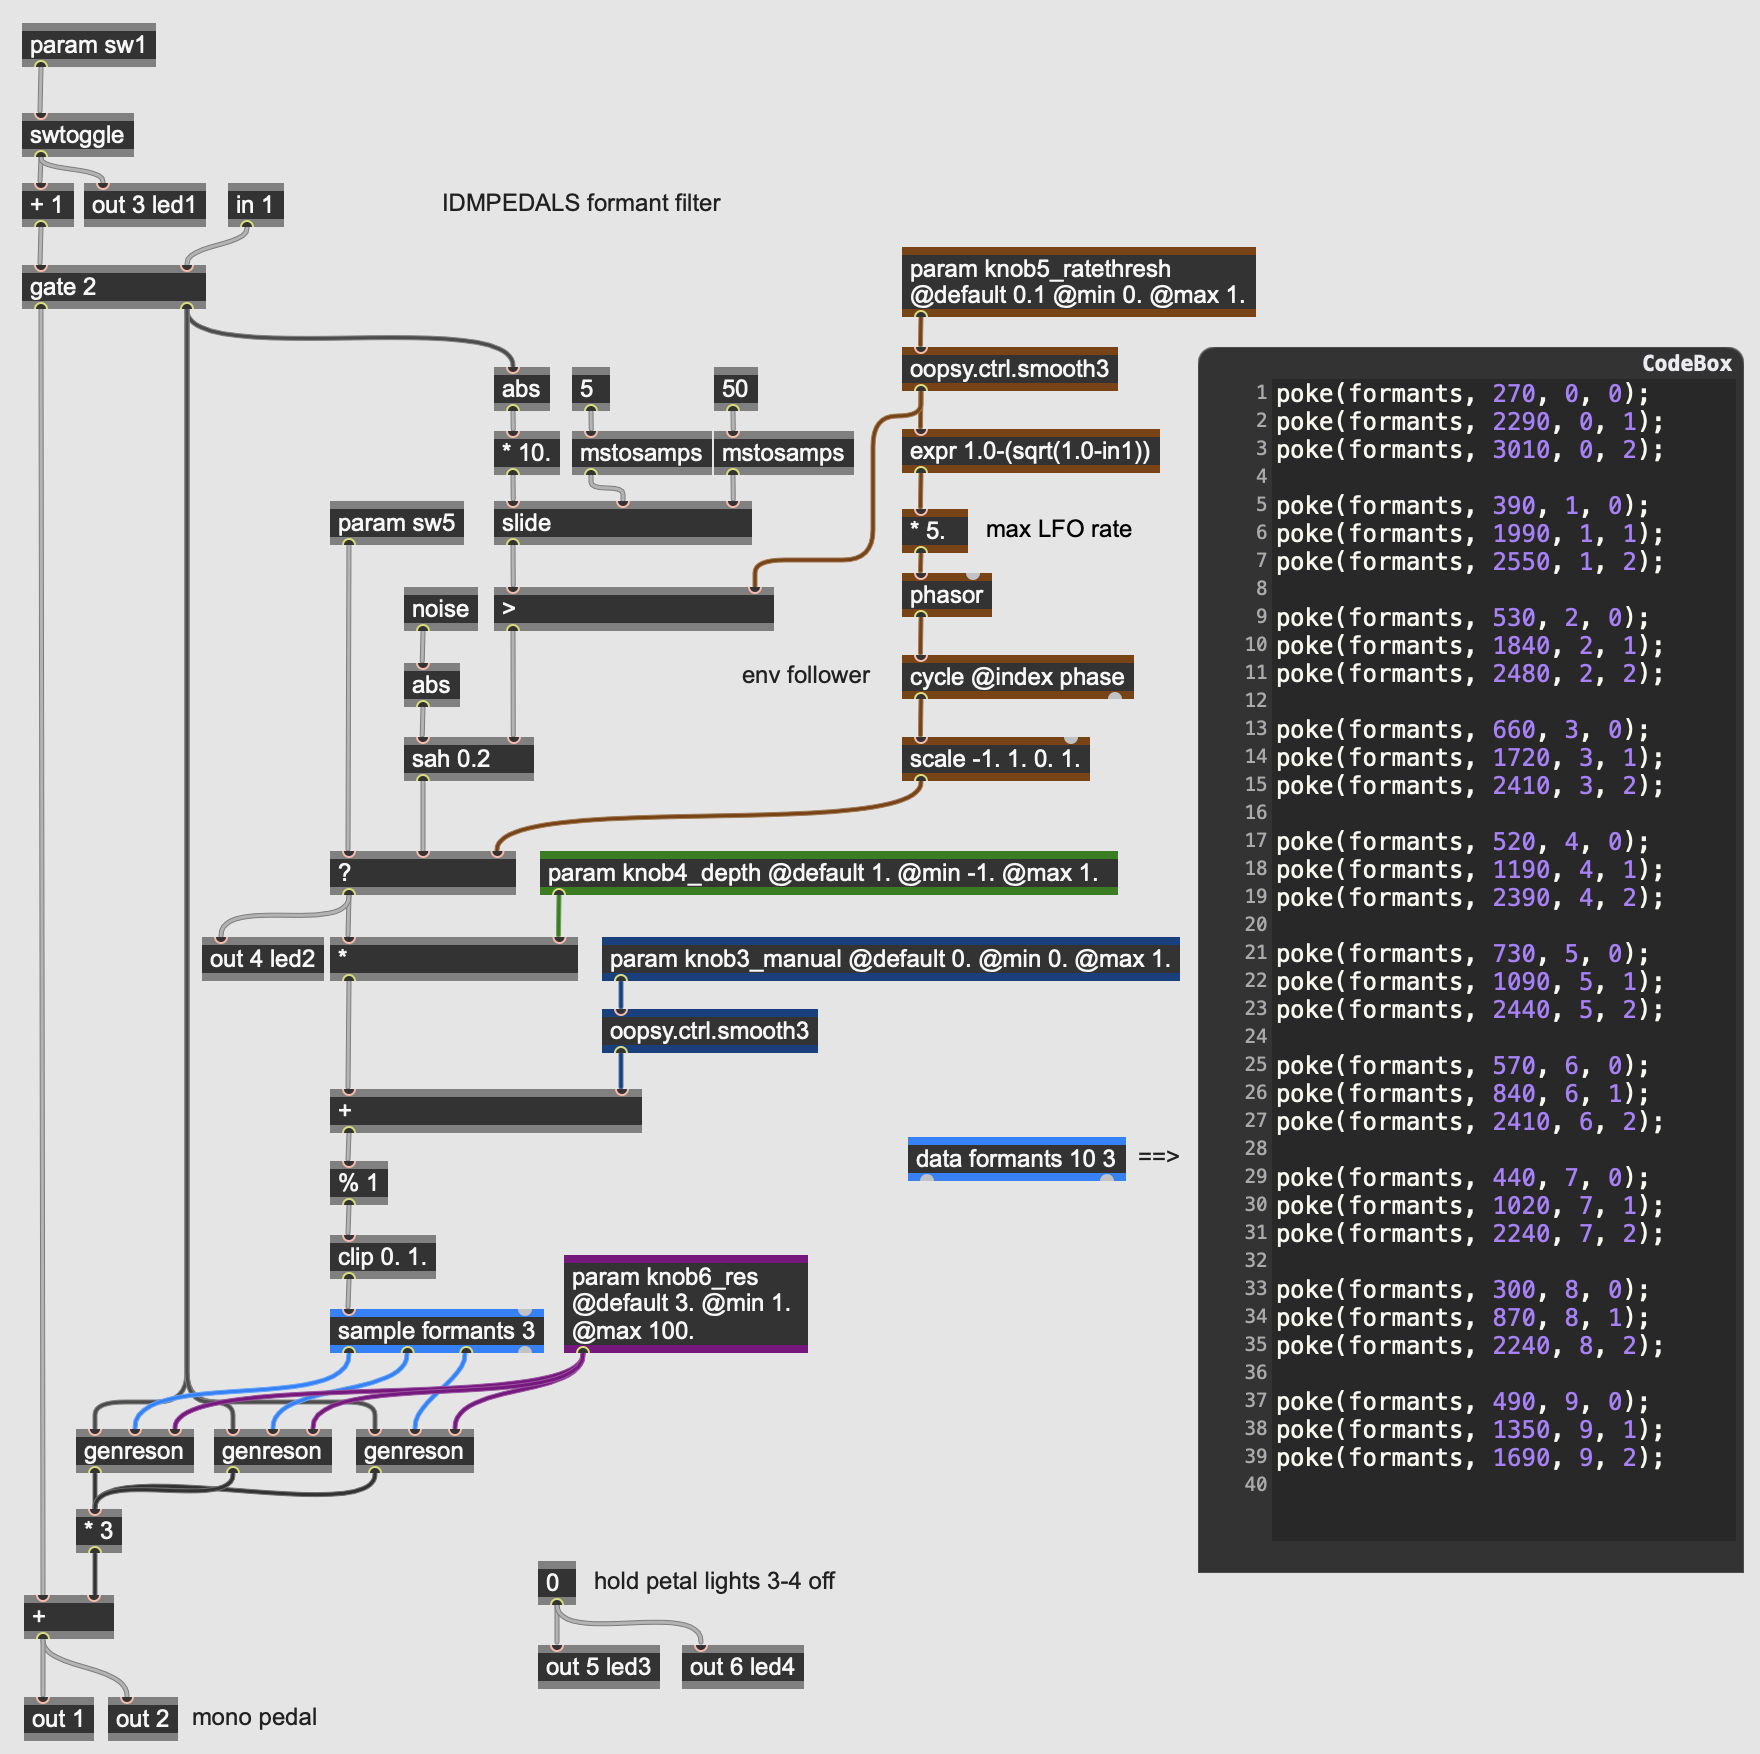 param sw1
swtoggle
+ 1
out 3 led1
in 1
IDMPEDALS formant filter
gate 2
param knob5_ratethresh
@default 0.1 @min 0. @max 1.
oopsy.ctrl.smooth3
abs
5
50
* 10.
mstosamps
mstosamps
expr 1.0-(sqrt(1.0-in1))
param sw5
slide
* 5.
max LFO rate
noise
>
phasor
abs
env follower
cycle @index phase
sah 0.2
scale -1. 1. 0. 1.
?
param knob4_depth @default 1. @min -1. @max 1.
out 4 led2
*
param knob3_manual @default 0. @min 0. @max 1.
oopsy.ctrl.smooth3
+
data formants 10 3
==>
% 1
clip 0. 1.
param knob6_res
@default 3. @min 1.
@max 100.
sample formants 3
genreson
genreson
genreson
* 3
0
hold petal lights 3-4 off
+
out 5 led3
out 6 led4
out 1
out 2
mono pedal
CodeBox
1 poke(formants, 270, 0, 0);
2 poke(formants, 2290, 0, 1);
3 poke(formants, 3010, 0, 2);
4
5 poke(formants, 390, 1, 0);
6 poke(formants, 1990, 1, 1);
7 poke(formants, 2550, 1, 2);
8
9 poke(formants, 530, 2, 0);
10 poke(formants, 1840, 2, 1);
11 poke(formants, 2480, 2, 2);
12
13 poke(formants, 660, 3, 0);
14 poke(formants, 1720, 3, 1);
15 poke(formants, 2410, 3, 2);
16
17 poke(formants, 520, 4, 0);
18 poke(formants, 1190, 4, 1);
19 poke(formants, 2390, 4, 2);
20
21 poke(formants, 730, 5, 0);
22 poke(formants, 1090, 5, 1);
23 poke(formants, 2440, 5, 2);
24
25 poke(formants, 570, 6, 0);
26 poke(formants, 840, 6, 1);
27 poke(formants, 2410, 6, 2);
28
29 poke(formants, 440, 7, 0);
30 poke(formants, 1020, 7, 1);
31 poke(formants, 2240, 7, 2);
32
33 poke(formants, 300, 8, 0);
34 poke(formants, 870, 8, 1);
35 poke(formants, 2240, 8, 2);
36
37 poke(formants, 490, 9, 0);
38 poke(formants, 1350, 9, 1);
39 poke(formants, 1690, 9, 2);
40